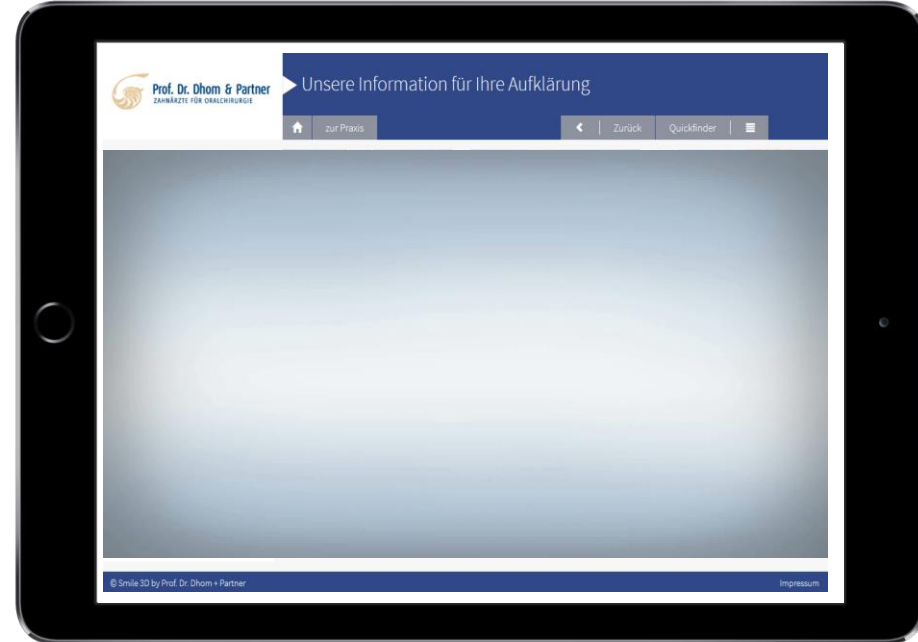 Prof. Dr. Dhom & Partner
ZAHNÄRZTE FÜR ORALCHIRURGIE
Unsere Information für Ihre Aufklärung
zur Praxis
Zurück
Quickfinder
© Smile 3D by Prof. Dr. Dhom + Partner
Impressum